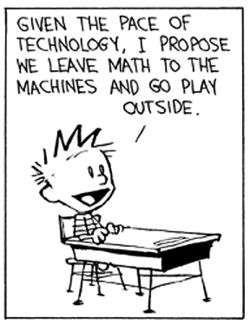 GIVEN THE PACE OF
TECHNOLOGY, I PROPOSE
WE LEAVE MATH TO THE
MACHINES AND GO PLAY
OUTSIDE.